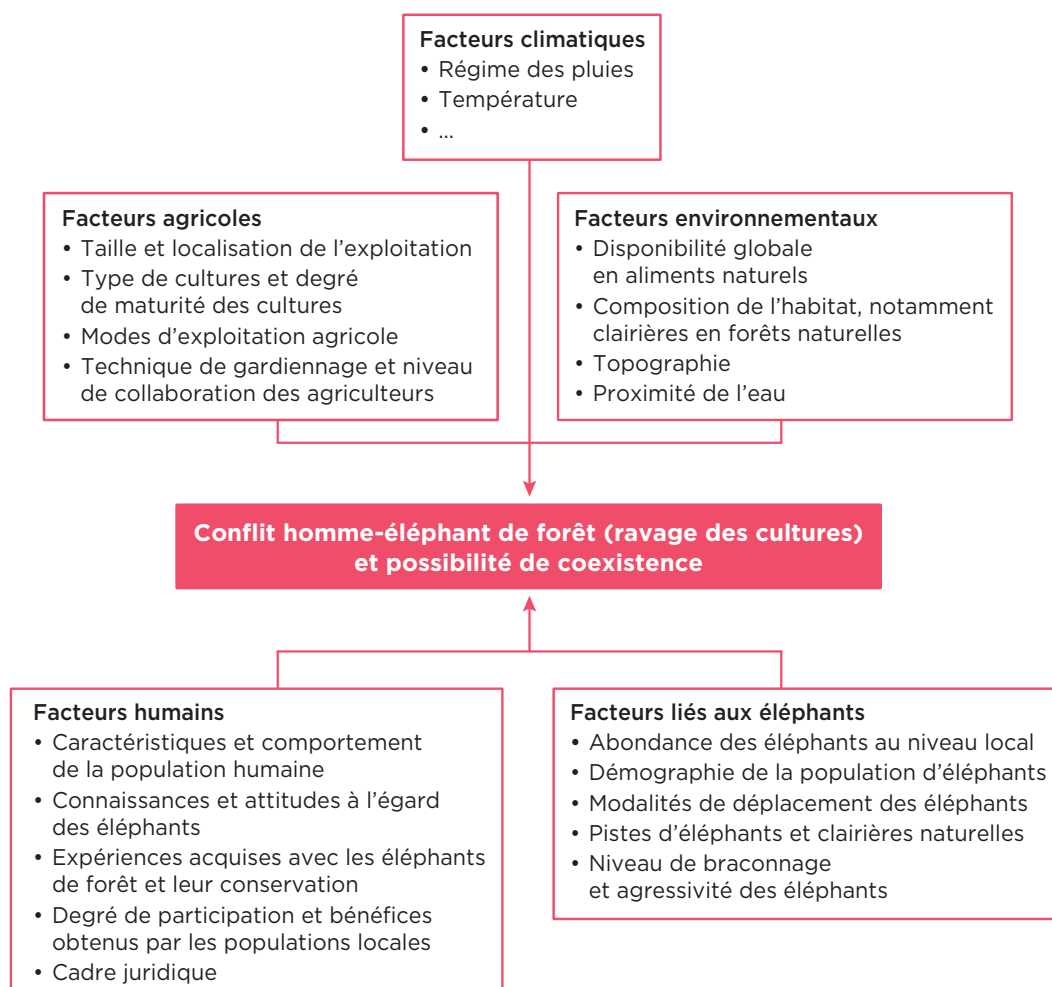 Facteurs climatiques
• Régime des pluies
• Température
• ...
Facteurs agricoles
• Taille et localisation de l’exploitation
• Type de cultures et degré
de maturité des cultures
• Modes d’exploitation agricole
• Technique de gardiennage et niveau
de collaboration des agriculteurs
Facteurs environnementaux
• Disponibilité globale
en aliments naturels
• Composition de l’habitat, notamment
clairières en forêts naturelles
• Topographie
• Proximité de l’eau
Conflit homme-éléphant de forêt (ravage des cultures)
et possibilité de coexistence
Facteurs humains
• Caractéristiques et comportement
de la population humaine
• Connaissances et attitudes à l’égard
des éléphants
• Expériences acquises avec les éléphants
de forêt et leur conservation
• Degré de participation et bénéfices
obtenus par les populations locales
• Cadre juridique
Facteurs liés aux éléphants
• Abondance des éléphants au niveau local
• Démographie de la population d’éléphants
• Modalités de déplacement des éléphants
• Pistes d’éléphants et clairières naturelles
• Niveau de braconnage
et agressivité des éléphants